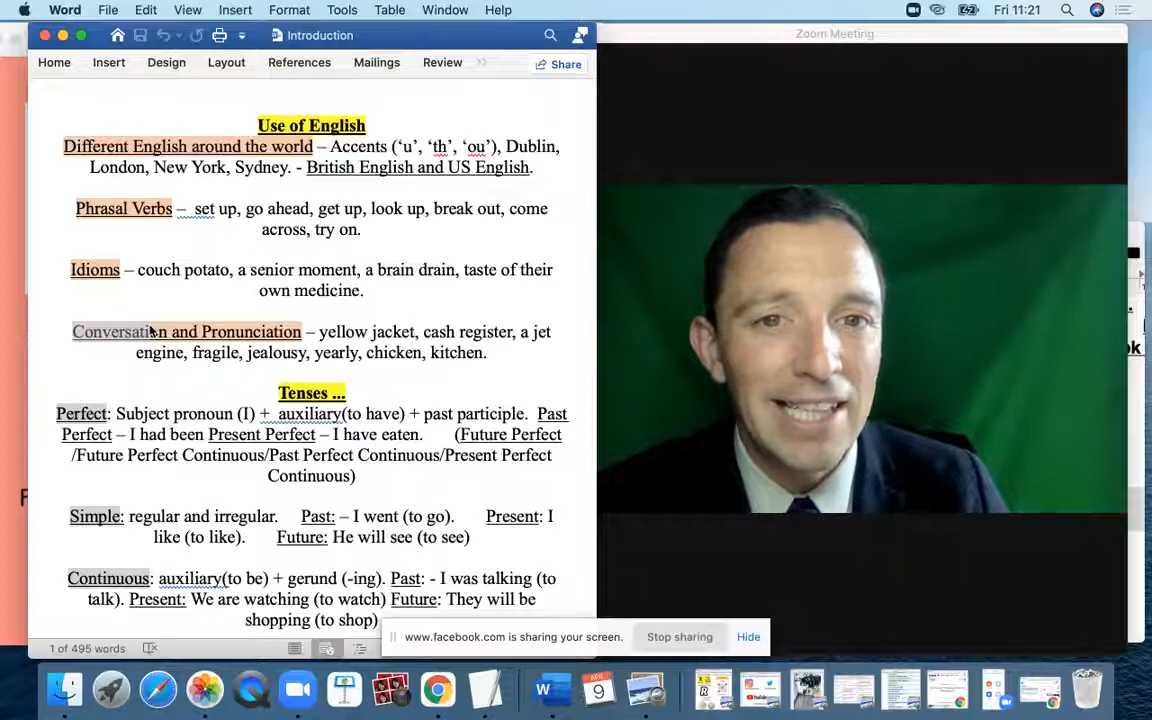 Word File Edit View Insert Format Tools Table Window Help Fri 11:21
Introduction
Zoom Meeting
Home Insert Design Layout References Mailings Review Share
Use of English
Different English around the world – Accents (‘u’, ‘th’, ‘ou’), Dublin,
London, New York, Sydney. - British English and US English.
Phrasal Verbs – set up, go ahead, get up, look up, break out, come
across, try on.
Idioms – couch potato, a senior moment, a brain drain, taste of their
own medicine.
Conversation and Pronunciation – yellow jacket, cash register, a jet
engine, fragile, jealousy, yearly, chicken, kitchen.
Tenses ...
Perfect: Subject pronoun (I) + auxiliary(to have) + past participle. Past
Perfect – I had been Present Perfect – I have eaten. (Future Perfect
/Future Perfect Continuous/Past Perfect Continuous/Present Perfect
Continuous)
Simple: regular and irregular. Past: – I went (to go). Present: I
like (to like). Future: He will see (to see)
Continuous: auxiliary(to be) + gerund (-ing). Past: - I was talking (to
talk). Present: We are watching (to watch) Future: They will be
shopping (to shop)
www.facebook.com is sharing your screen. Stop sharing Hide
1 of 495 words
APR
9